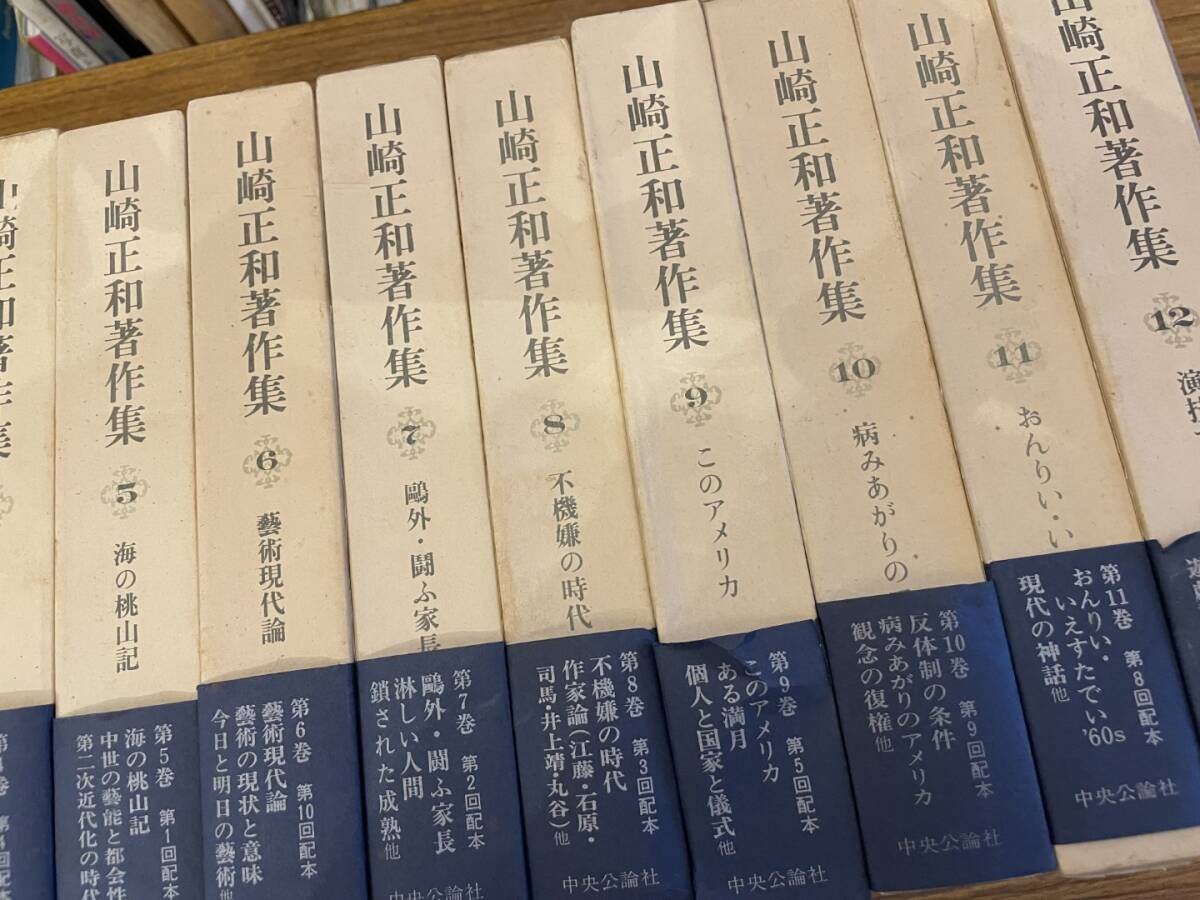 山崎正和著作集
山崎正和著作集
5
海の桃山記
第5巻 第1回配本
海の桃山記
中世の藝能と都会性
第二次近代化の時代
山崎正和著作集
6
藝術現代論
第6巻 第10回配本
藝術現代論
藝術の現状と意味
今日と明日の藝術他
山崎正和著作集
7
鷗外・闘ふ家長
第7巻 第2回配本
鷗外・闘ふ家長
淋しい人間
鎖された成熟他
中央公論社
山崎正和著作集
8
不機嫌の時代
第8巻 第3回配本
不機嫌の時代
作家論(江藤・石原・
司馬・井上靖・丸谷)他
中央公論社
山崎正和著作集
9
このアメリカ
第9巻 第5回配本
このアメリカ
ある満月
個人と国家と儀式他
中央公論社
山崎正和著作集
10
病みあがりの
第10巻 第9回配本
反体制の条件
病みあがりのアメリカ
観念の復権他
中央公論社
山崎正和著作集
11
おんりい・い
第11巻 第8回配本
おんりい・
いえすたでい'60s
現代の神話他
中央公論社
山崎正和著作集
12